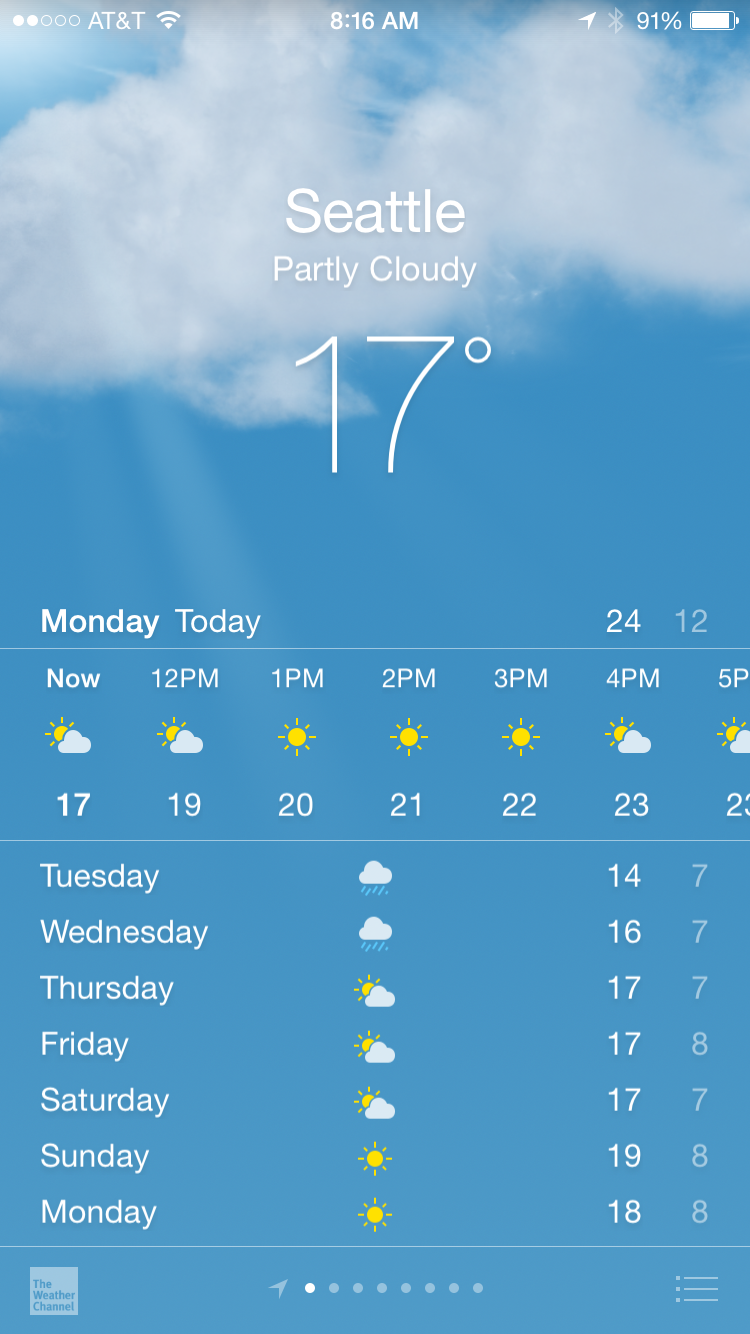 AT&T 8:16 AM 91%
Seattle
Partly Cloudy
17°
Monday Today 24 12
Now 12PM 1PM 2PM 3PM 4PM 5P
17 19 20 21 22 23 23
Tuesday 14 7
Wednesday 16 7
Thursday 17 7
Friday 17 8
Saturday 17 7
Sunday 19 8
Monday 18 8
The
Weather
Channel